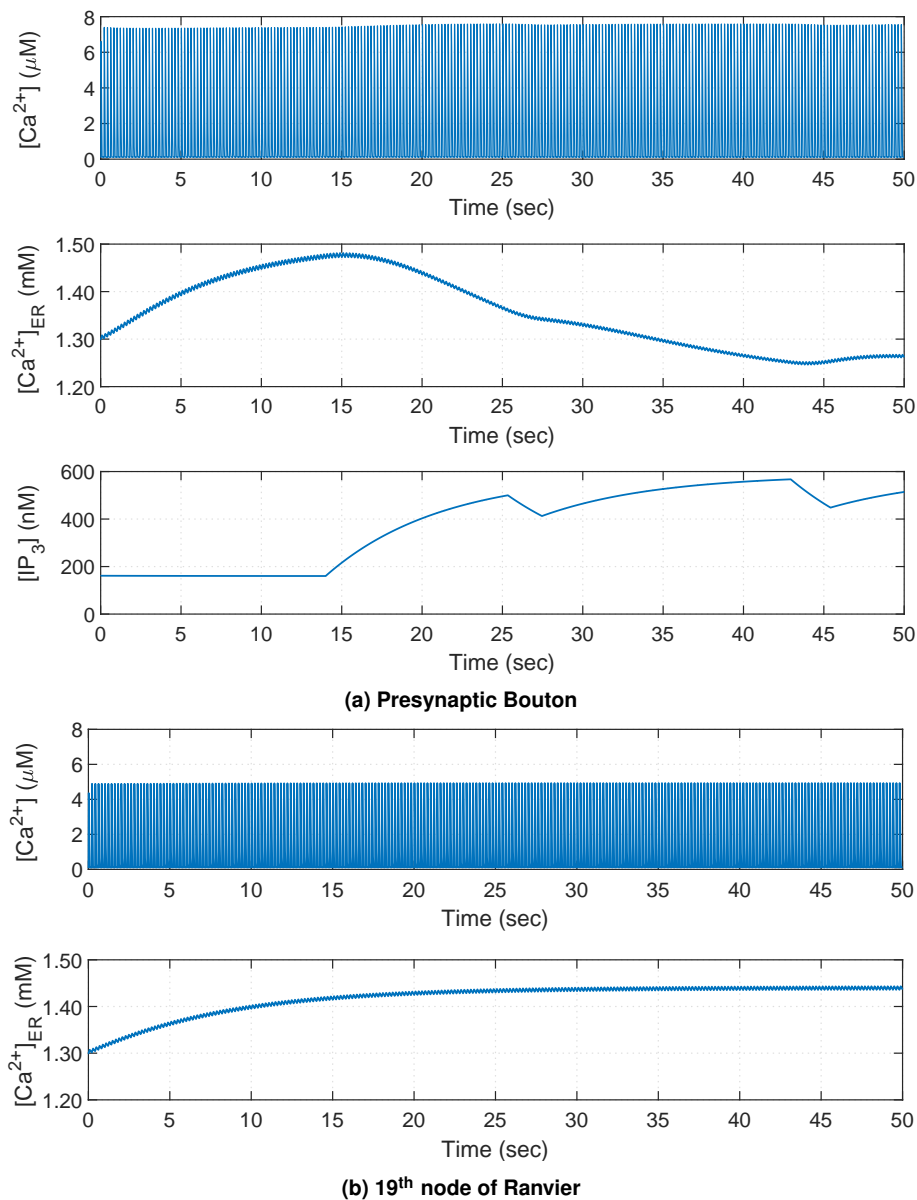 [Ca2+] (μM)
8
6
4
2
0
0 5 10 15 20 25 30 35 40 45 50
Time (sec)
[Ca2+]ER (mM)
1.50
1.40
1.30
1.20
0 5 10 15 20 25 30 35 40 45 50
Time (sec)
[IP3] (nM)
600
400
200
0
0 5 10 15 20 25 30 35 40 45 50
Time (sec)
(a) Presynaptic Bouton
[Ca2+] (μM)
8
6
4
2
0
0 5 10 15 20 25 30 35 40 45 50
Time (sec)
[Ca2+]ER (mM)
1.50
1.40
1.30
1.20
0 5 10 15 20 25 30 35 40 45 50
Time (sec)
(b) 19th node of Ranvier